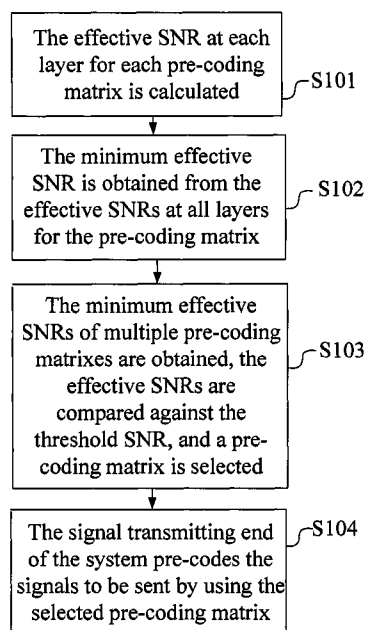 The effective SNR at each
layer for each pre-coding
matrix is calculated
S101
The minimum effective
SNR is obtained from the
effective SNRs at all layers
for the pre-coding matrix
S102
The minimum effective
SNRs of multiple pre-coding
matrixes are obtained, the
effective SNRs are
compared against the
threshold SNR, and a pre-
coding matrix is selected
S103
The signal transmitting end
of the system pre-codes the
signals to be sent by using the
selected pre-coding matrix
S104